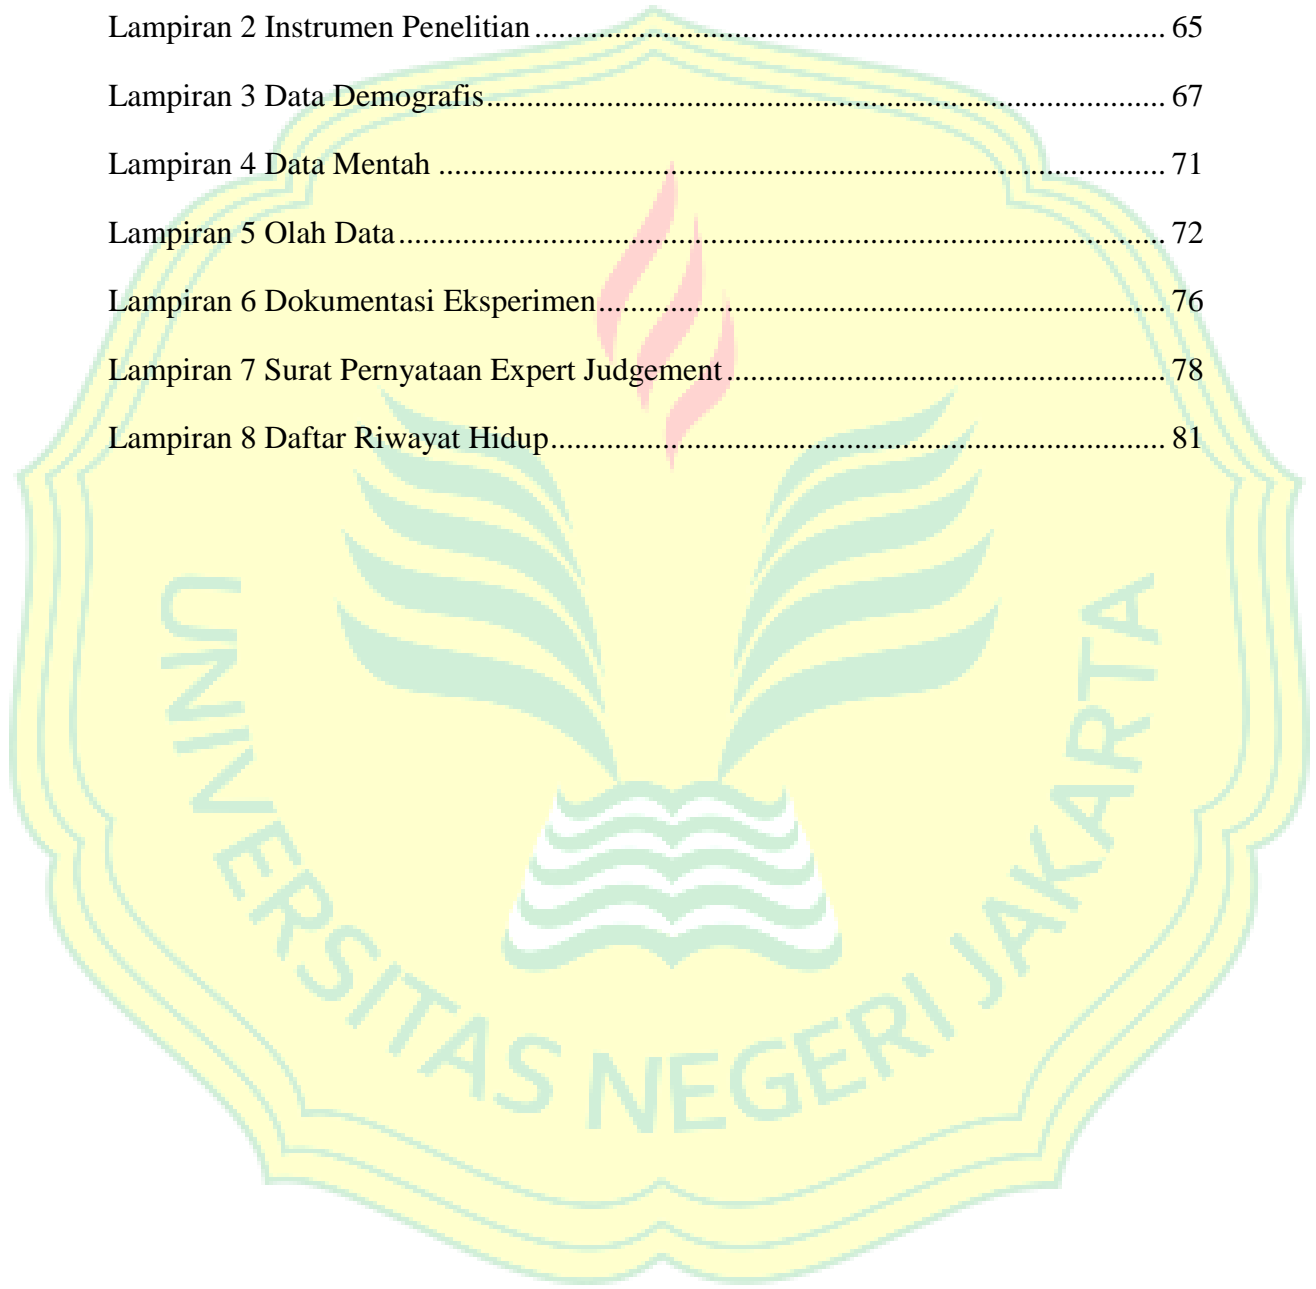 Lampiran 2 Instrumen Penelitian ................................................................................ 65
Lampiran 3 Data Demografis ..................................................................................... 67
Lampiran 4 Data Mentah ........................................................................................... 71
Lampiran 5 Olah Data ................................................................................................ 72
Lampiran 6 Dokumentasi Eksperimen ....................................................................... 76
Lampiran 7 Surat Pernyataan Expert Judgement ....................................................... 78
Lampiran 8 Daftar Riwayat Hidup ............................................................................. 81
UNIVERSITAS NEGERI JAKARTA